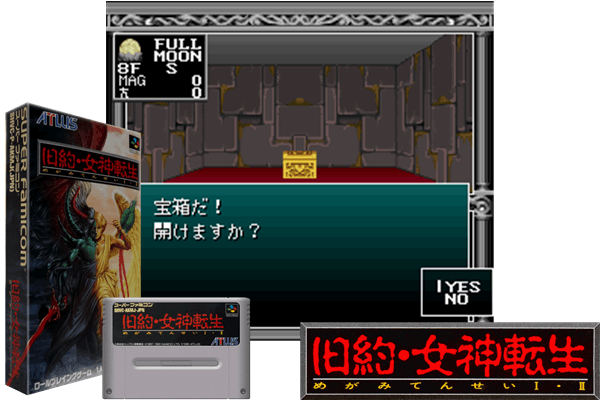 FULL
MOON
8F S
MAG 0
0
宝箱だ!
開けますか?
YES
NO
ATLUS
SUPER Famicom
旧約・女神転生
ロールプレイングゲーム
スーパーファミコン
旧約・女神転生
ATLUS
旧約・女神転生
めがみてんせいI・II